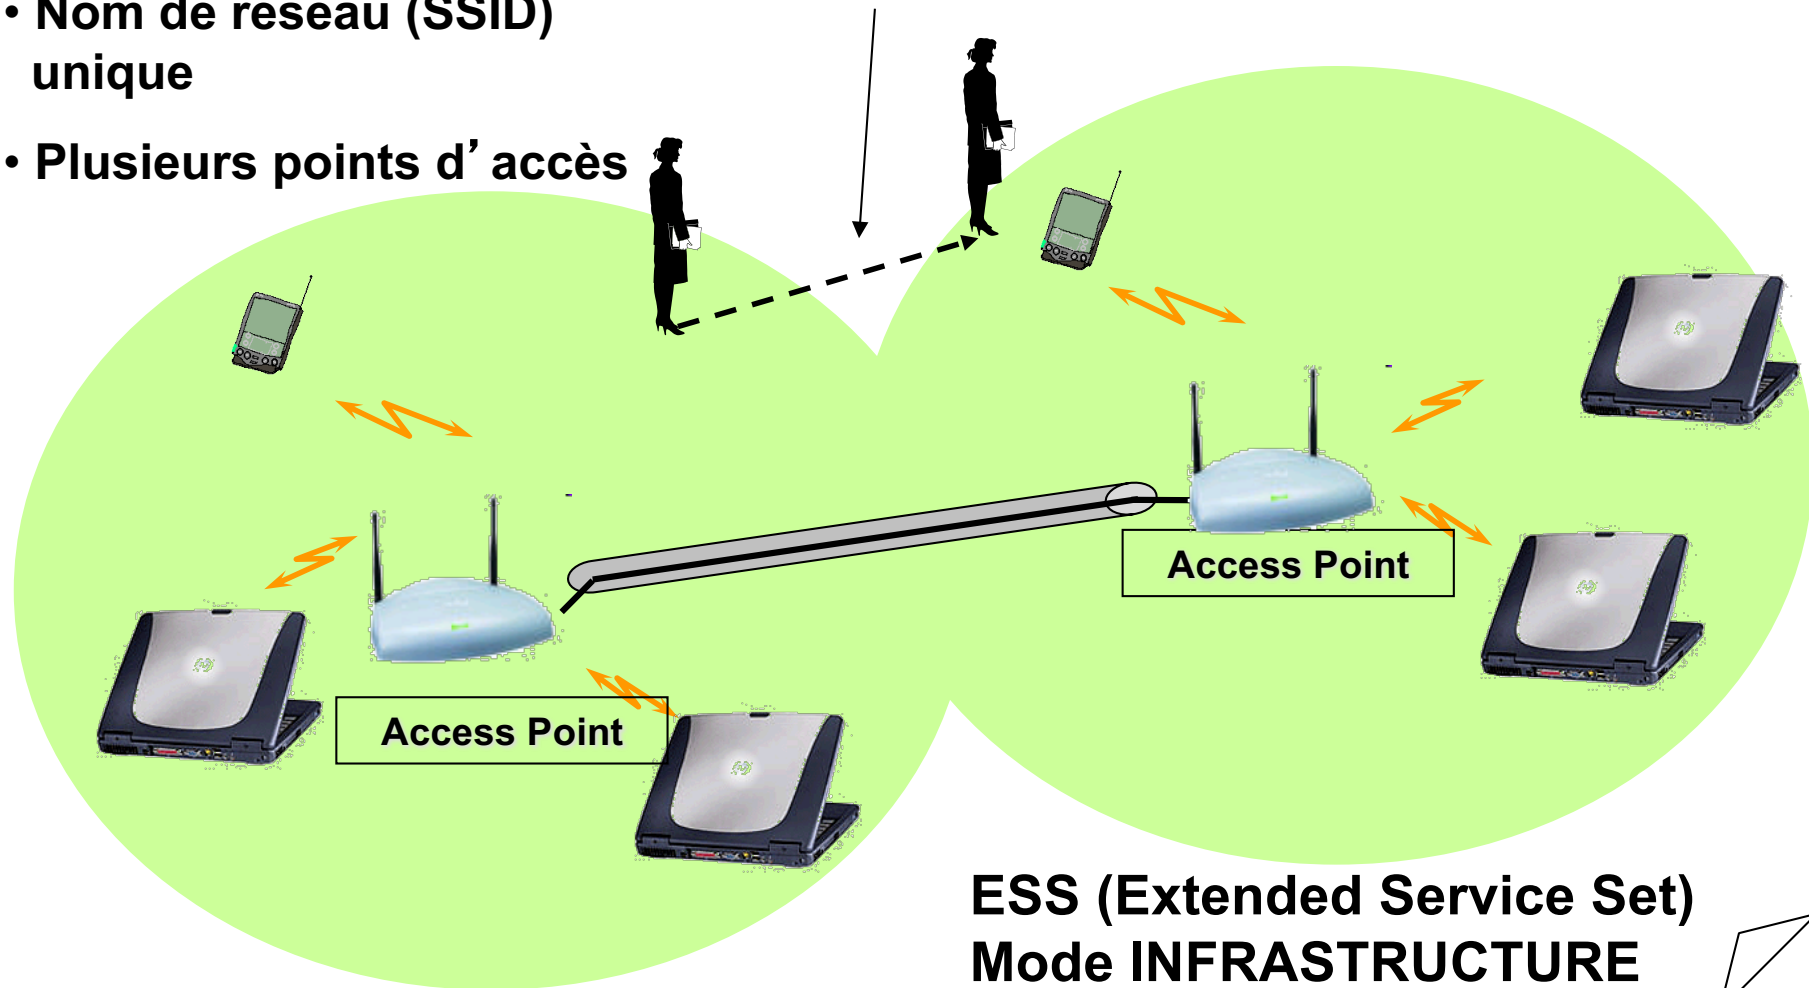 • Nom de réseau (SSID)
unique
• Plusieurs points d’accès
Access Point
Access Point
ESS (Extended Service Set)
Mode INFRASTRUCTURE